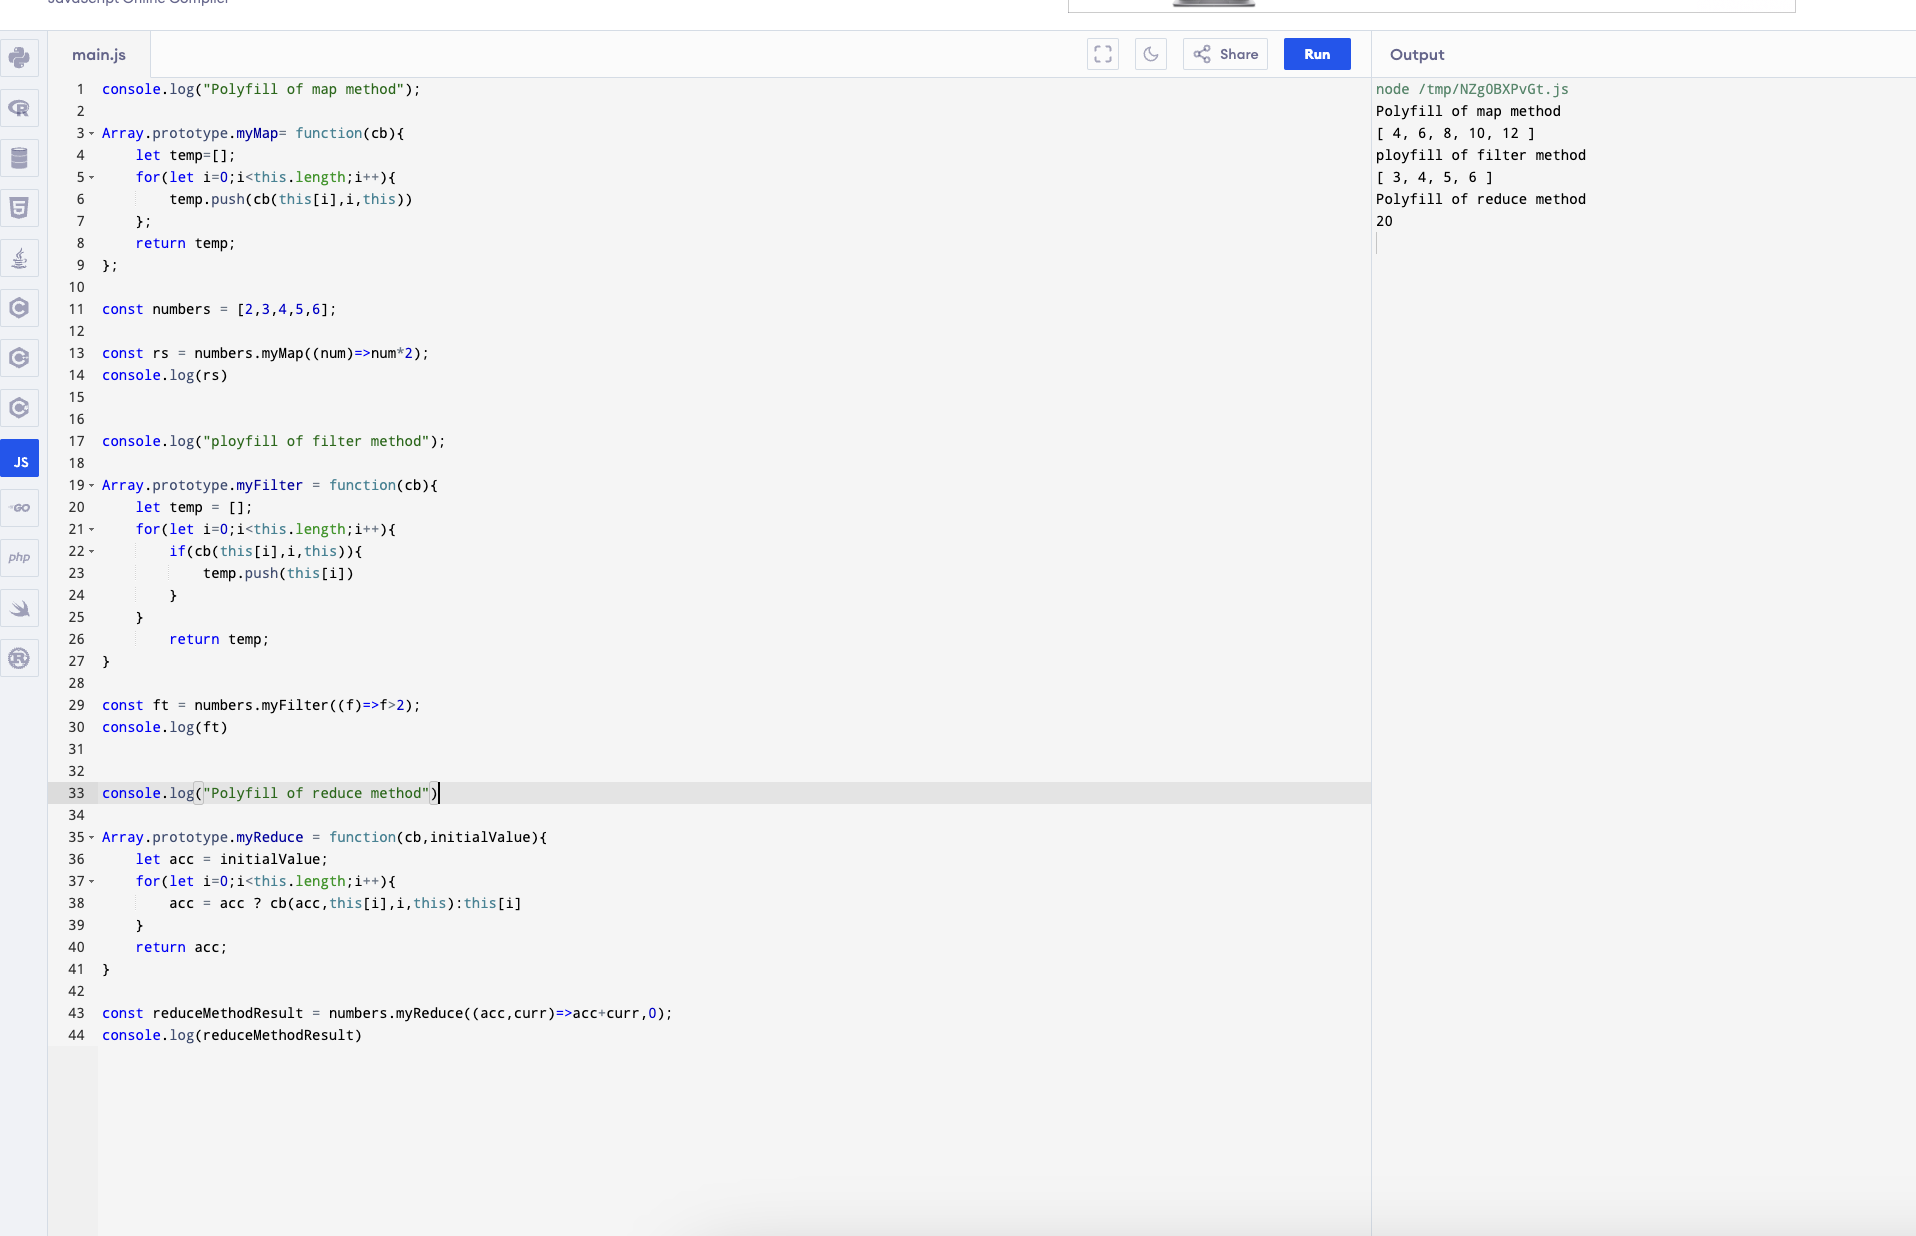 JavaScript Online Compiler
main.js
Share
Run
Output
1 console.log("Polyfill of map method");
2
3 Array.prototype.myMap= function(cb){
4     let temp=[];
5     for(let i=0;i<this.length;i++){
6         temp.push(cb(this[i],i,this))
7     };
8     return temp;
9 };
10
11 const numbers = [2,3,4,5,6];
12
13 const rs = numbers.myMap((num)=>num*2);
14 console.log(rs)
15
16
17 console.log("ployfill of filter method");
18
19 Array.prototype.myFilter = function(cb){
20     let temp = [];
21     for(let i=0;i<this.length;i++){
22         if(cb(this[i],i,this)){
23             temp.push(this[i])
24         }
25     }
26         return temp;
27 }
28
29 const ft = numbers.myFilter((f)=>f>2);
30 console.log(ft)
31
32
33 console.log("Polyfill of reduce method")
34
35 Array.prototype.myReduce = function(cb,initialValue){
36     let acc = initialValue;
37     for(let i=0;i<this.length;i++){
38         acc = acc ? cb(acc,this[i],i,this):this[i]
39     }
40     return acc;
41 }
42
43 const reduceMethodResult = numbers.myReduce((acc,curr)=>acc+curr,0);
44 console.log(reduceMethodResult)
node /tmp/NZgOBXPvGt.js
Polyfill of map method
[ 4, 6, 8, 10, 12 ]
ployfill of filter method
[ 3, 4, 5, 6 ]
Polyfill of reduce method
20
R
5
C
C
C
JS
GO
php
R